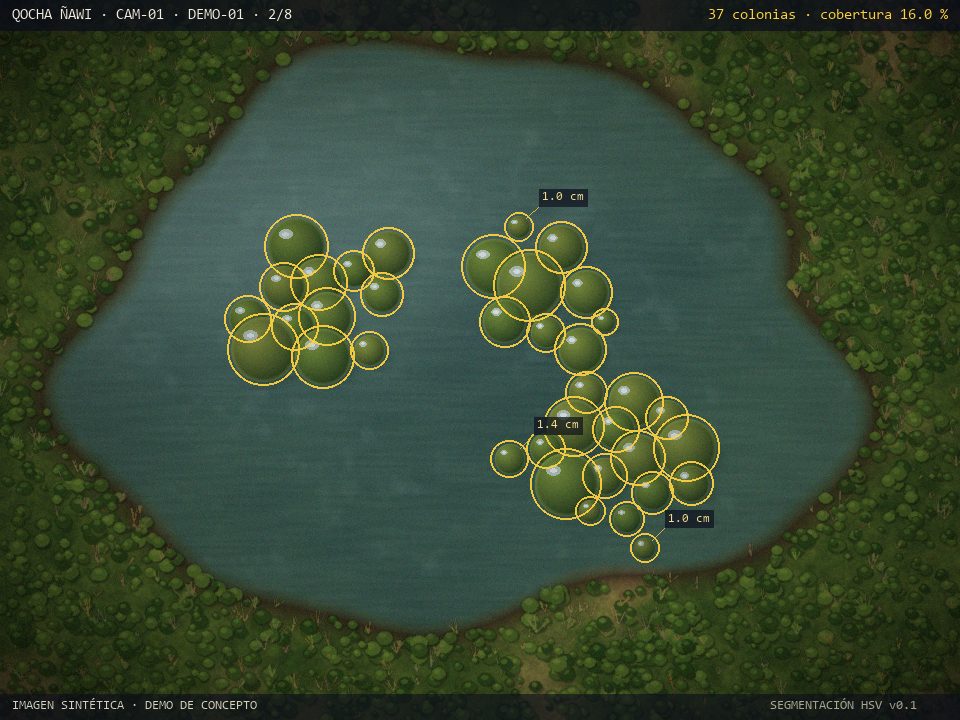 QOCHA ÑAWI · CAM-01 · DEMO-01 · 2/8
37 colonias · cobertura 16.0 %
1.0 cm
1.4 cm
1.0 cm
IMAGEN SINTÉTICA · DEMO DE CONCEPTO
SEGMENTACIÓN HSV v0.1